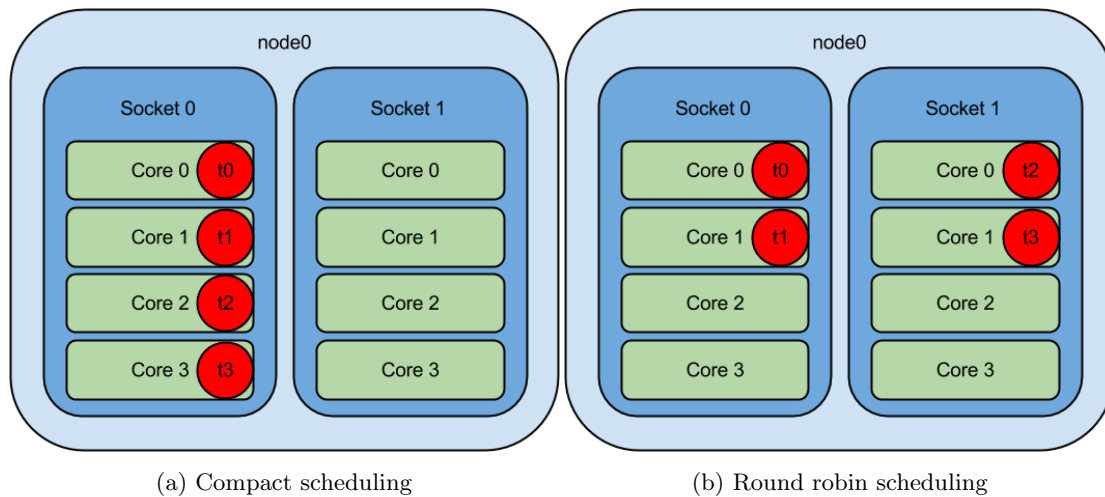 node0
Socket 0
Core 0 t0
Core 1 t1
Core 2 t2
Core 3 t3
Socket 1
Core 0
Core 1
Core 2
Core 3
(a) Compact scheduling
node0
Socket 0
Core 0 t0
Core 1 t1
Core 2
Core 3
Socket 1
Core 0 t2
Core 1 t3
Core 2
Core 3
(b) Round robin scheduling